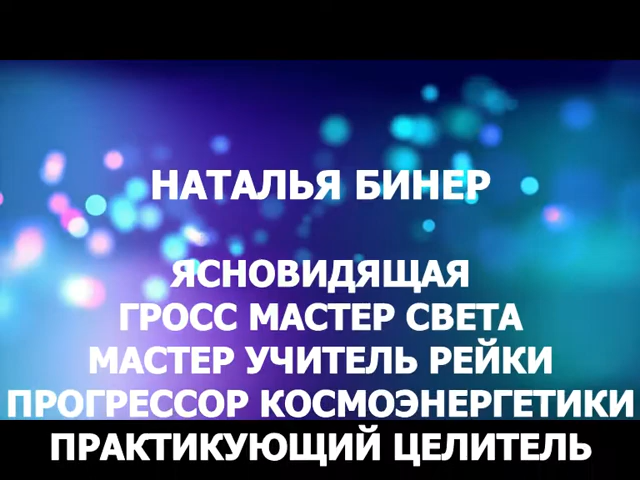 НАТАЛЬЯ БИНЕР
ЯСНОВИДЯЩАЯ
ГРОСС МАСТЕР СВЕТА
МАСТЕР УЧИТЕЛЬ РЕЙКИ
ПРОГРЕССОР КОСМОЭНЕРГЕТИКИ
ПРАКТИКУЮЩИЙ ЦЕЛИТЕЛЬ